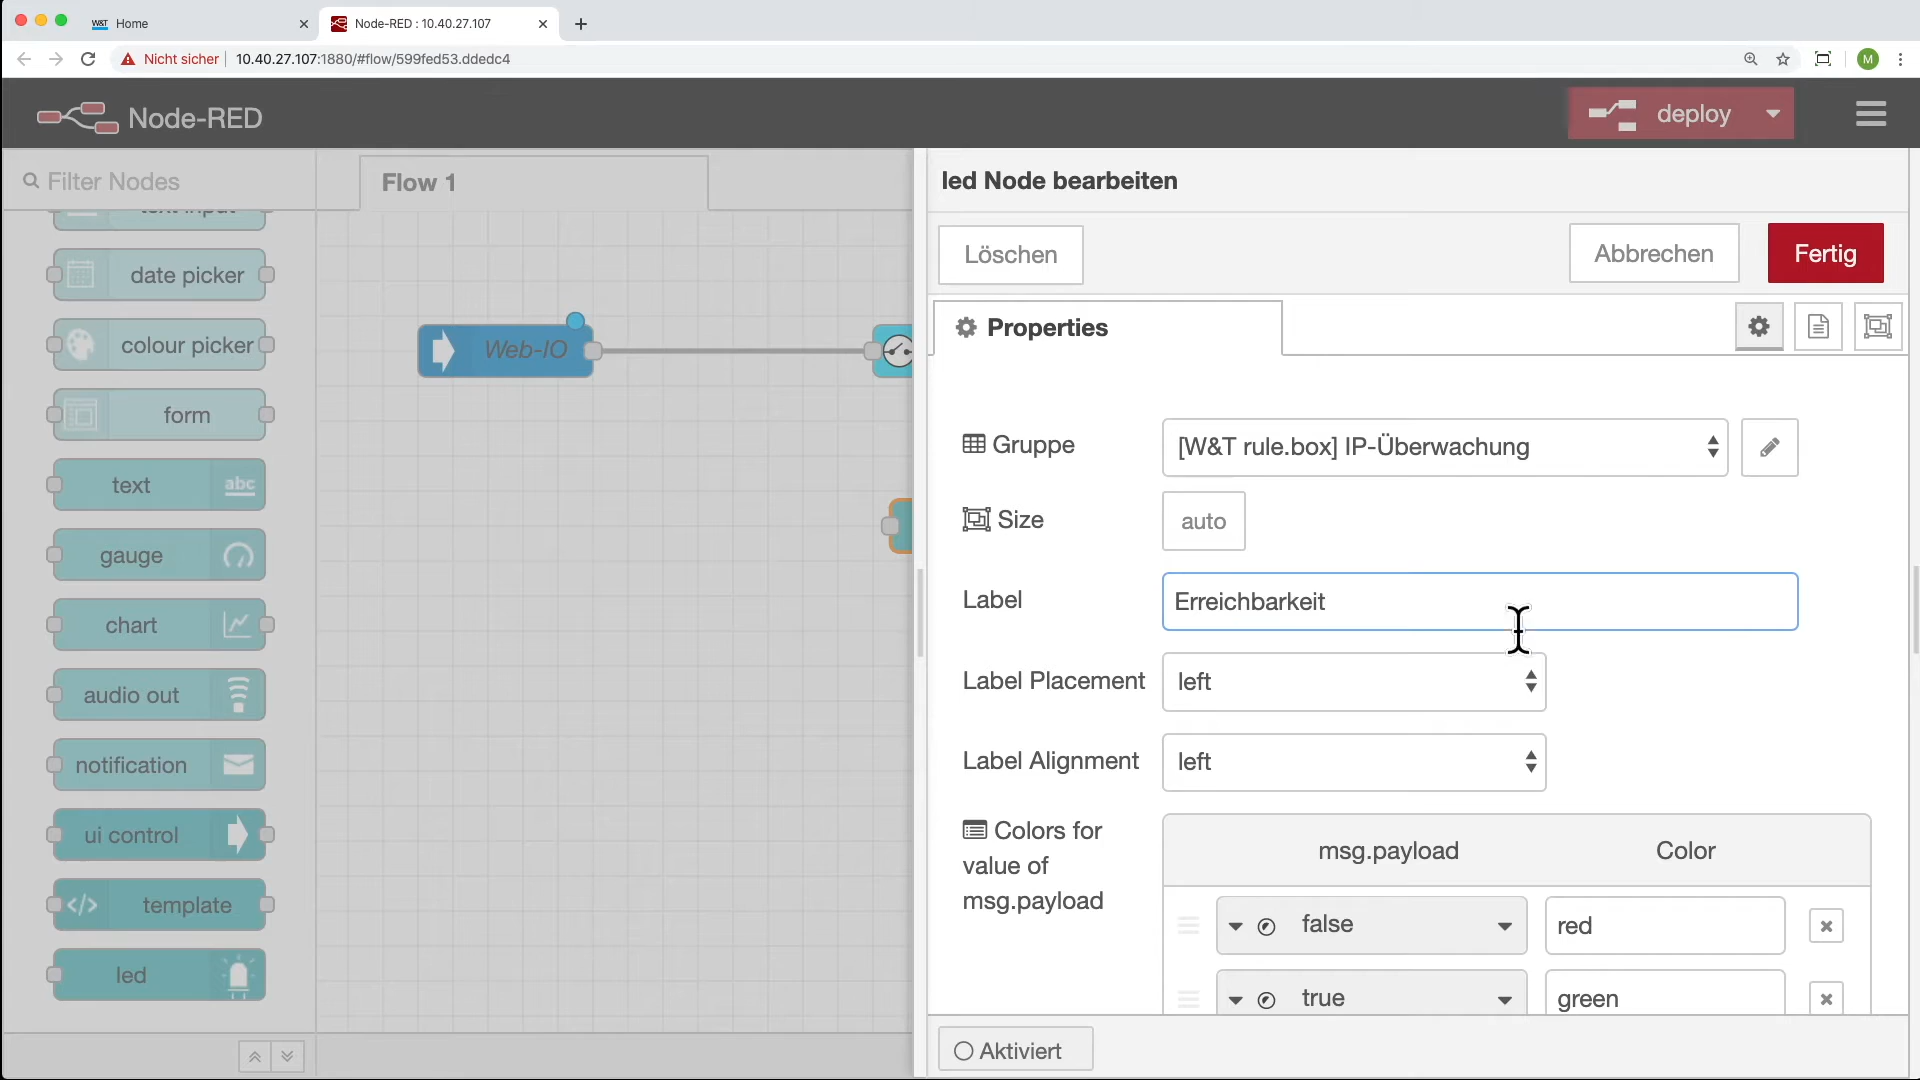 W&T Home
Node-RED : 10.40.27.107
Nicht sicher
10.40.27.107:1880/#flow/599fed53.ddedc4
M
Node-RED
deploy
Filter Nodes
Flow 1
text input
date picker
colour picker
form
text
abc
gauge
chart
audio out
notification
ui control
template
led
Web-IO
led Node bearbeiten
Löschen
Abbrechen
Fertig
Properties
Gruppe
[W&T rule.box] IP-Überwachung
Size
auto
Label
Erreichbarkeit
Label Placement
left
Label Alignment
left
Colors for
value of
msg.payload
msg.payload
Color
false
red
true
green
Aktiviert